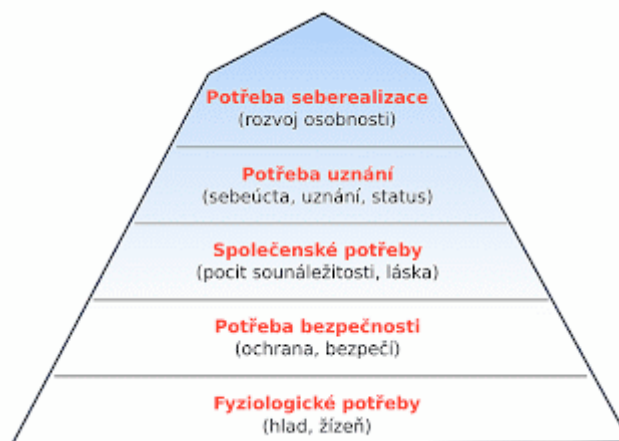 Potřeba seberealizace
(rozvoj osobnosti)
Potřeba uznání
(sebeúcta, uznání, status)
Společenské potřeby
(pocit sounáležitosti, láska)
Potřeba bezpečnosti
(ochrana, bezpečí)
Fyziologické potřeby
(hlad, žízeň)